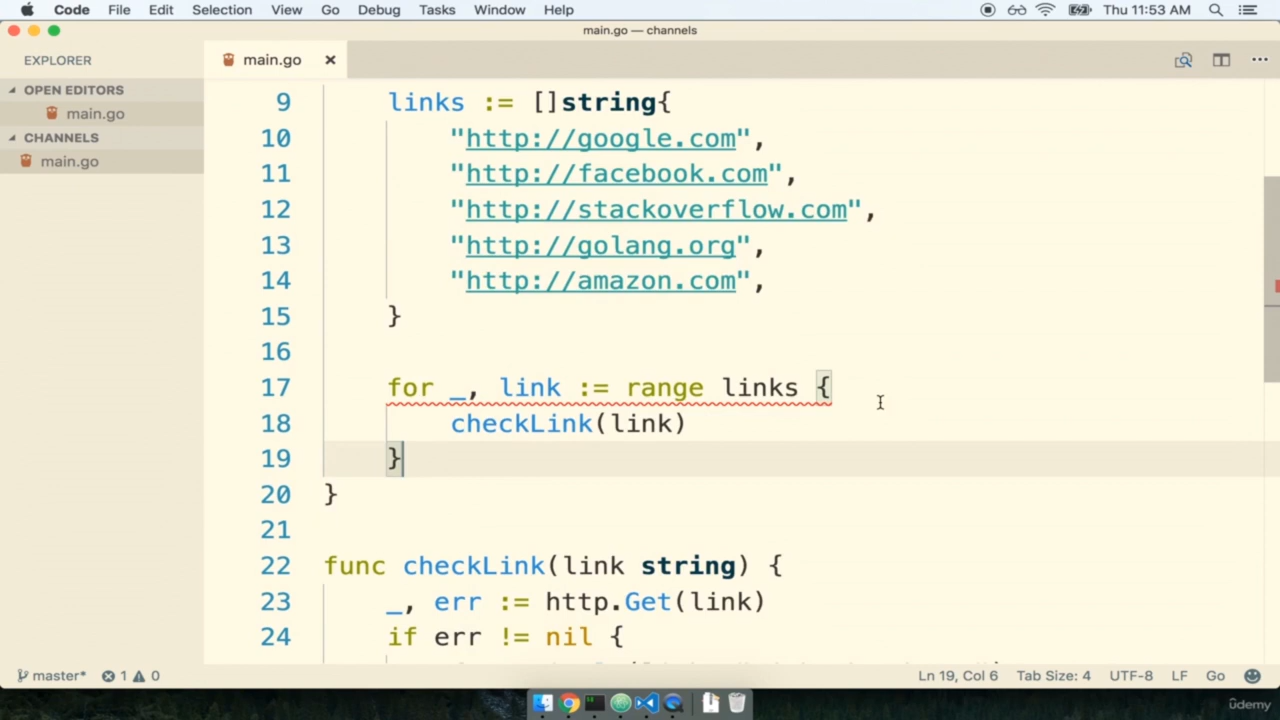 Code File Edit Selection View Go Debug Tasks Window Help Thu 11:53 AM
main.go — channels
EXPLORER
main.go
OPEN EDITORS
main.go
CHANNELS
main.go
9 links := []string{
10 "http://google.com",
11 "http://facebook.com",
12 "http://stackoverflow.com",
13 "http://golang.org",
14 "http://amazon.com",
15 }
16
17 for _, link := range links {
18 checkLink(link)
19 }
20 }
21
22 func checkLink(link string) {
23 _, err := http.Get(link)
24 if err != nil {
master* 1 0 Ln 19, Col 6 Tab Size: 4 UTF-8 LF Go
ûdemy